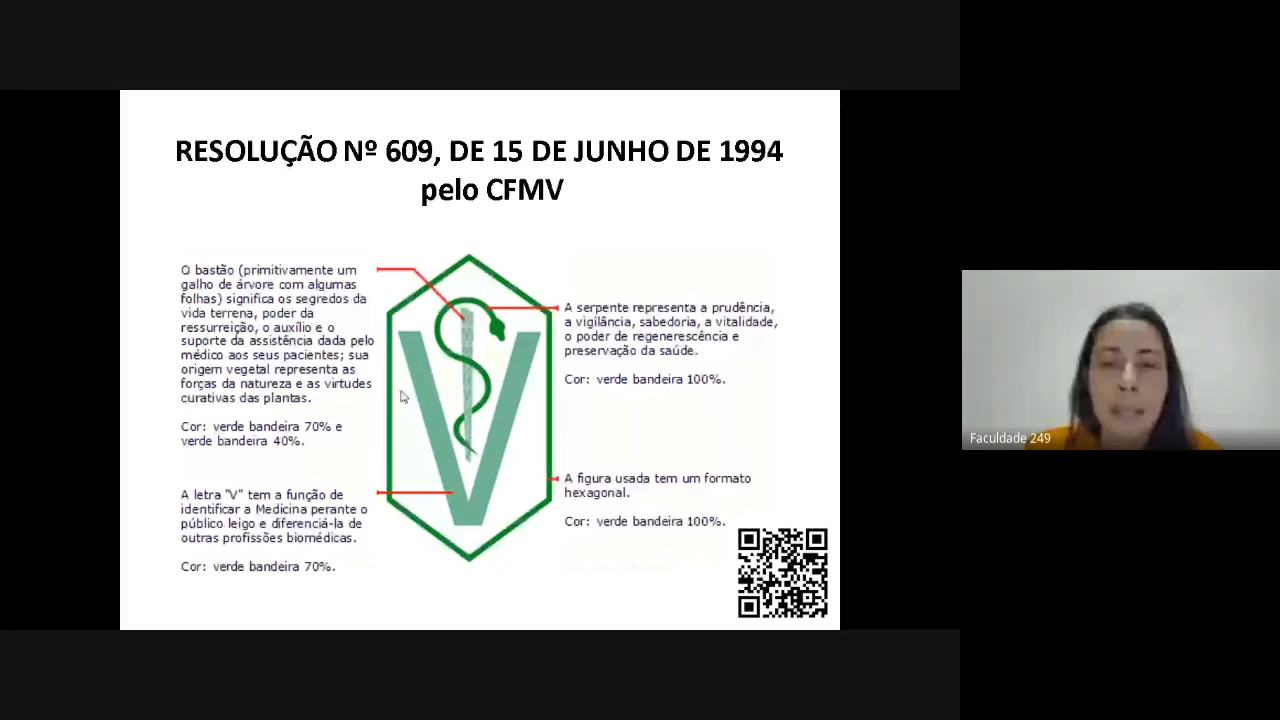 RESOLUÇÃO Nº 609, DE 15 DE JUNHO DE 1994
pelo CFMV
O bastão (primitivamente um
galho de árvore com algumas
folhas) significa os segredos da
vida terrena, poder da
ressurreição, o auxílio e o
suporte da assistência dada pelo
médico aos seus pacientes; sua
origem vegetal representa as
forças da natureza e as virtudes
curativas das plantas.
Cor: verde bandeira 70% e
verde bandeira 40%.
A letra "V" tem a função de
identificar a Medicina perante o
público leigo e diferenciá-la de
outras profissões biomédicas.
Cor: verde bandeira 70%.
A serpente representa a prudência,
a vigilância, sabedoria, a vitalidade,
o poder de regenerescência e
preservação da saúde.
Cor: verde bandeira 100%.
A figura usada tem um formato
hexagonal.
Cor: verde bandeira 100%.
V
Faculdade 249